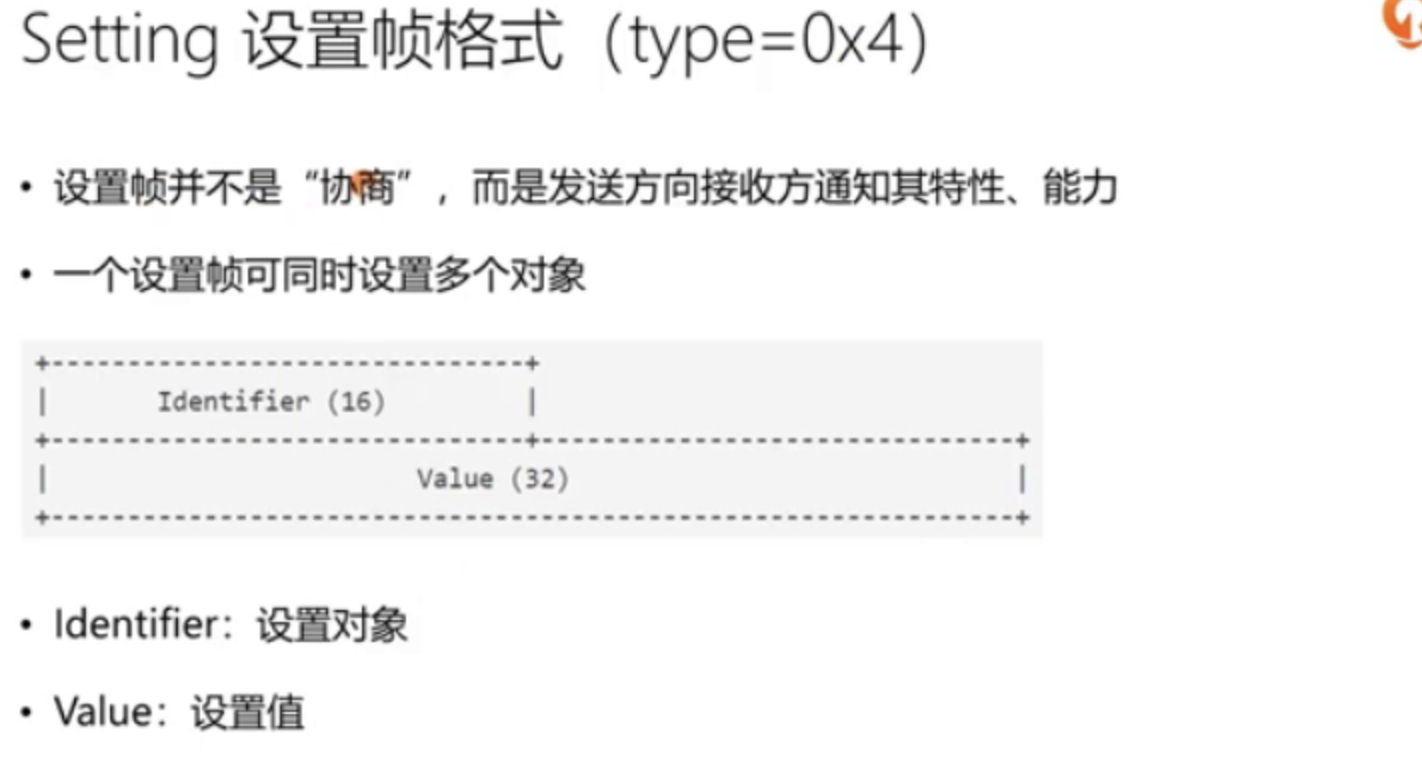 Setting 设置帧格式（type=0x4）
• 设置帧并不是“协商”，而是发送方向接收方通知其特性、能力
• 一个设置帧可同时设置多个对象
+-------------------------------+
| Identifier (16) |
+-------------------------------+-------------------------------+
| Value (32) |
+---------------------------------------------------------------+
• Identifier：设置对象
• Value：设置值